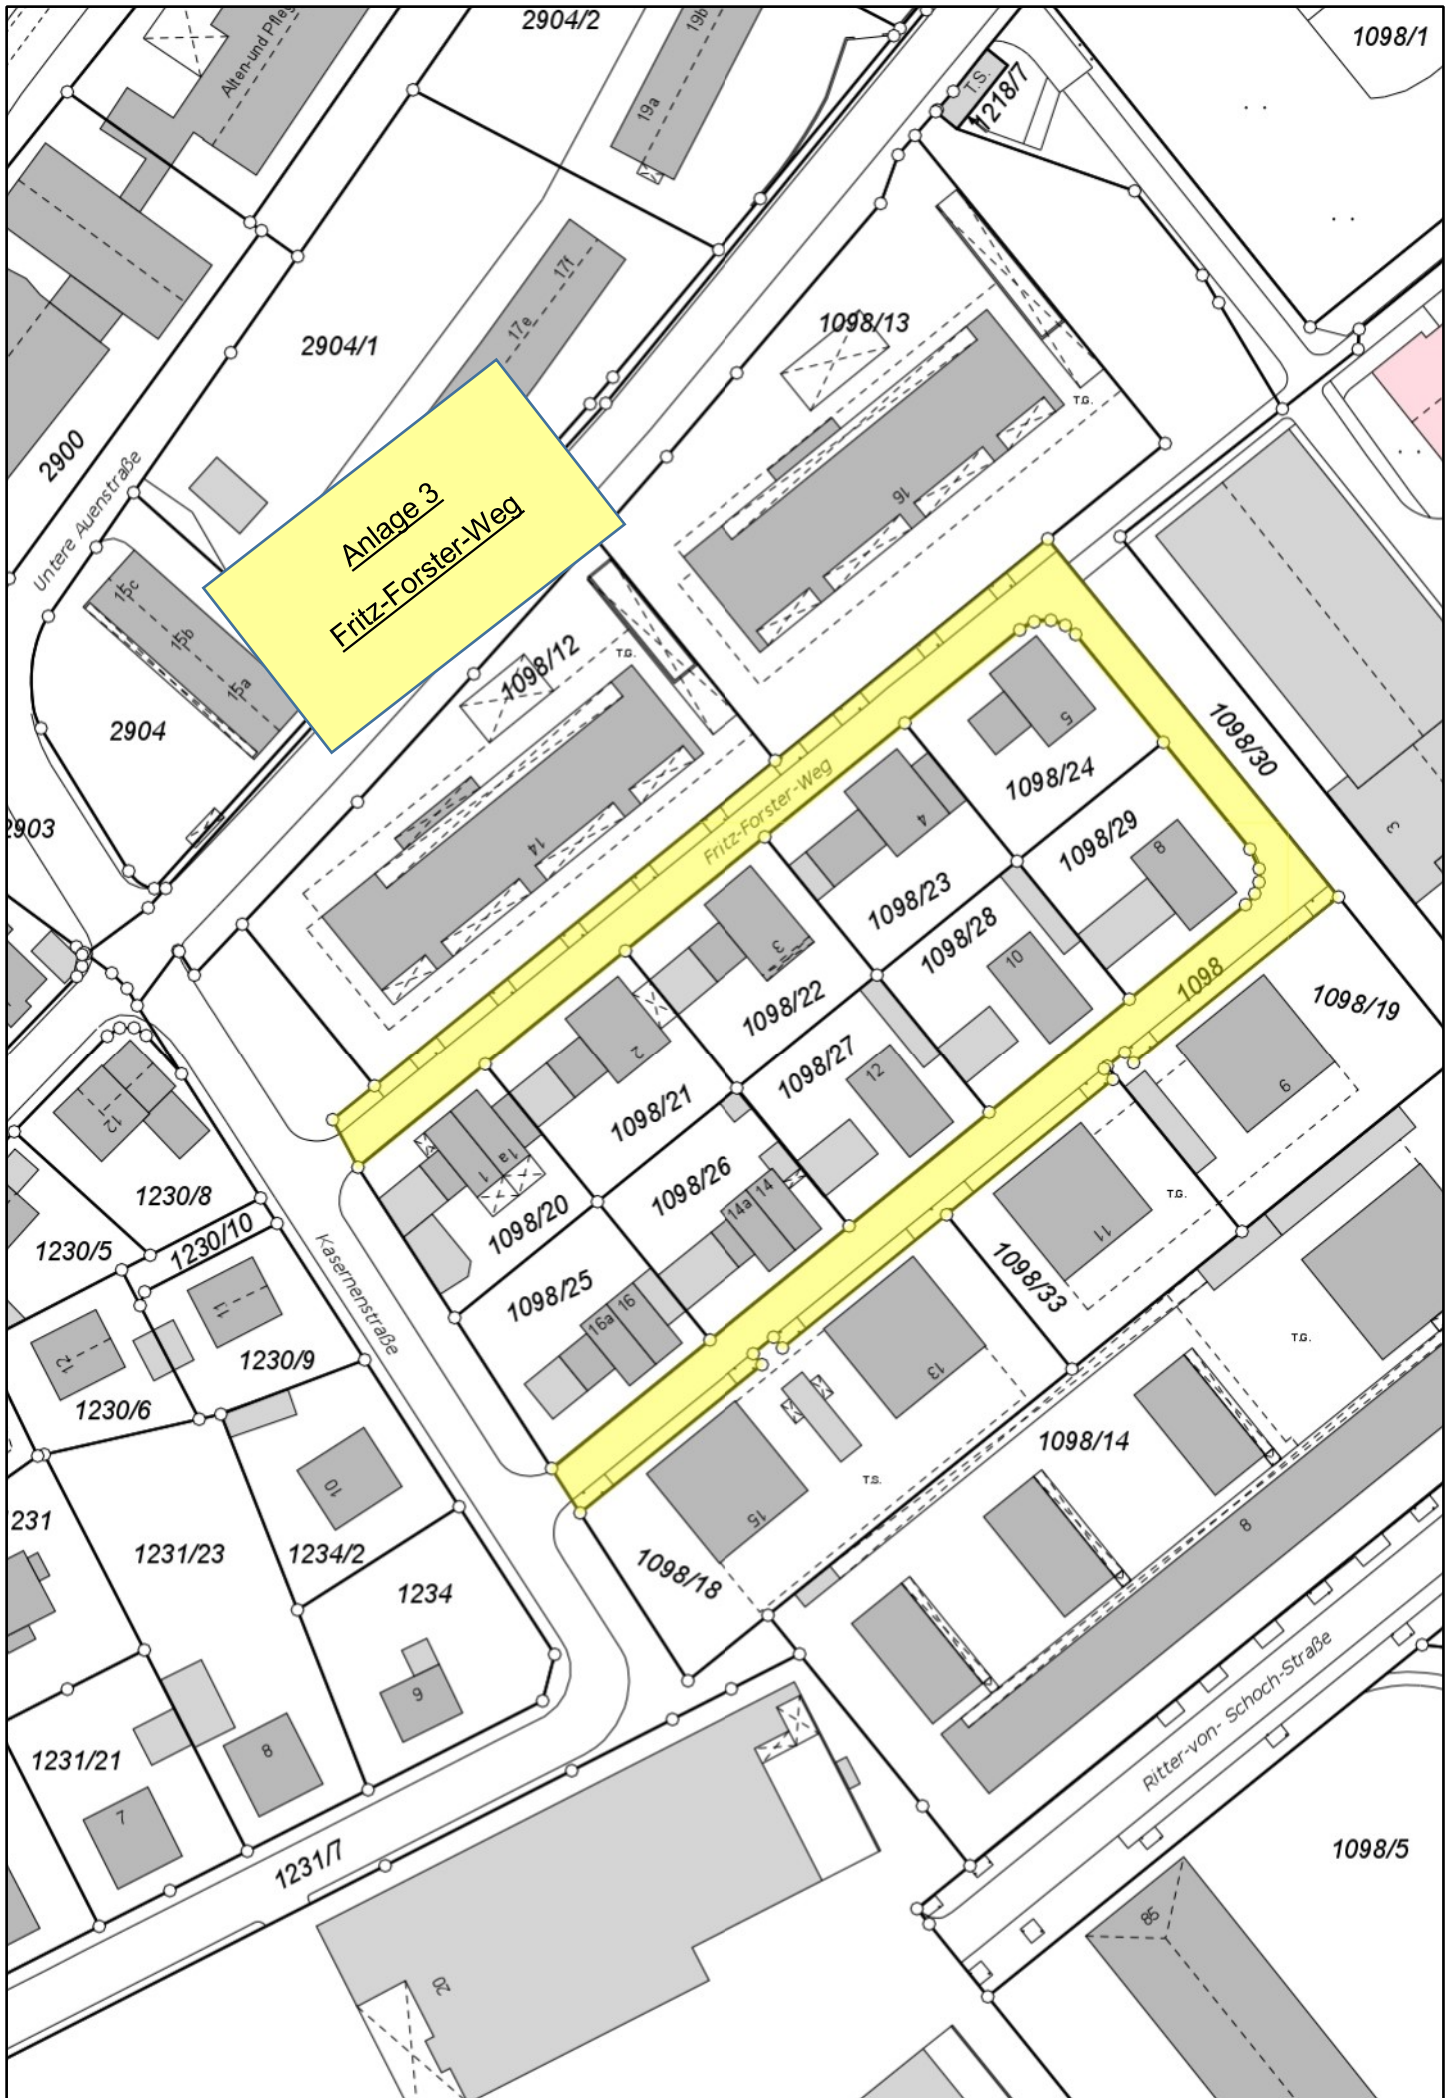 2904/2
19b
1098/1
Alten-und Pfleg
19a
T.S.
1218/7
17f
17e
2904/1
1098/13
T.G.
2900
Untere Auenstraße
16
Anlage 3
Fritz-Forster-Weg
15c
15b
15a
1098/12
T.G.
2904
5
1098/30
1098/24
Fritz-Forster-Weg
2903
14
4
1098/29
8
3
1098/23
1098/28
3
10
1098
1098/22
1098/19
2
1098/27
12
9
12
1098/21
1a
1
1098/26
14
14a
T.G.
11
1230/8
1230/5
1230/10
1098/20
Kasernenstraße
1098/25
1098/33
16
16a
11
T.G.
12
1230/9
13
1230/6
1098/14
10
T.S.
15
8
231
1231/23
1234/2
1098/18
1234
9
Ritter-von- Schoch-Straße
1231/21
8
7
1231/7
1098/5
85
20